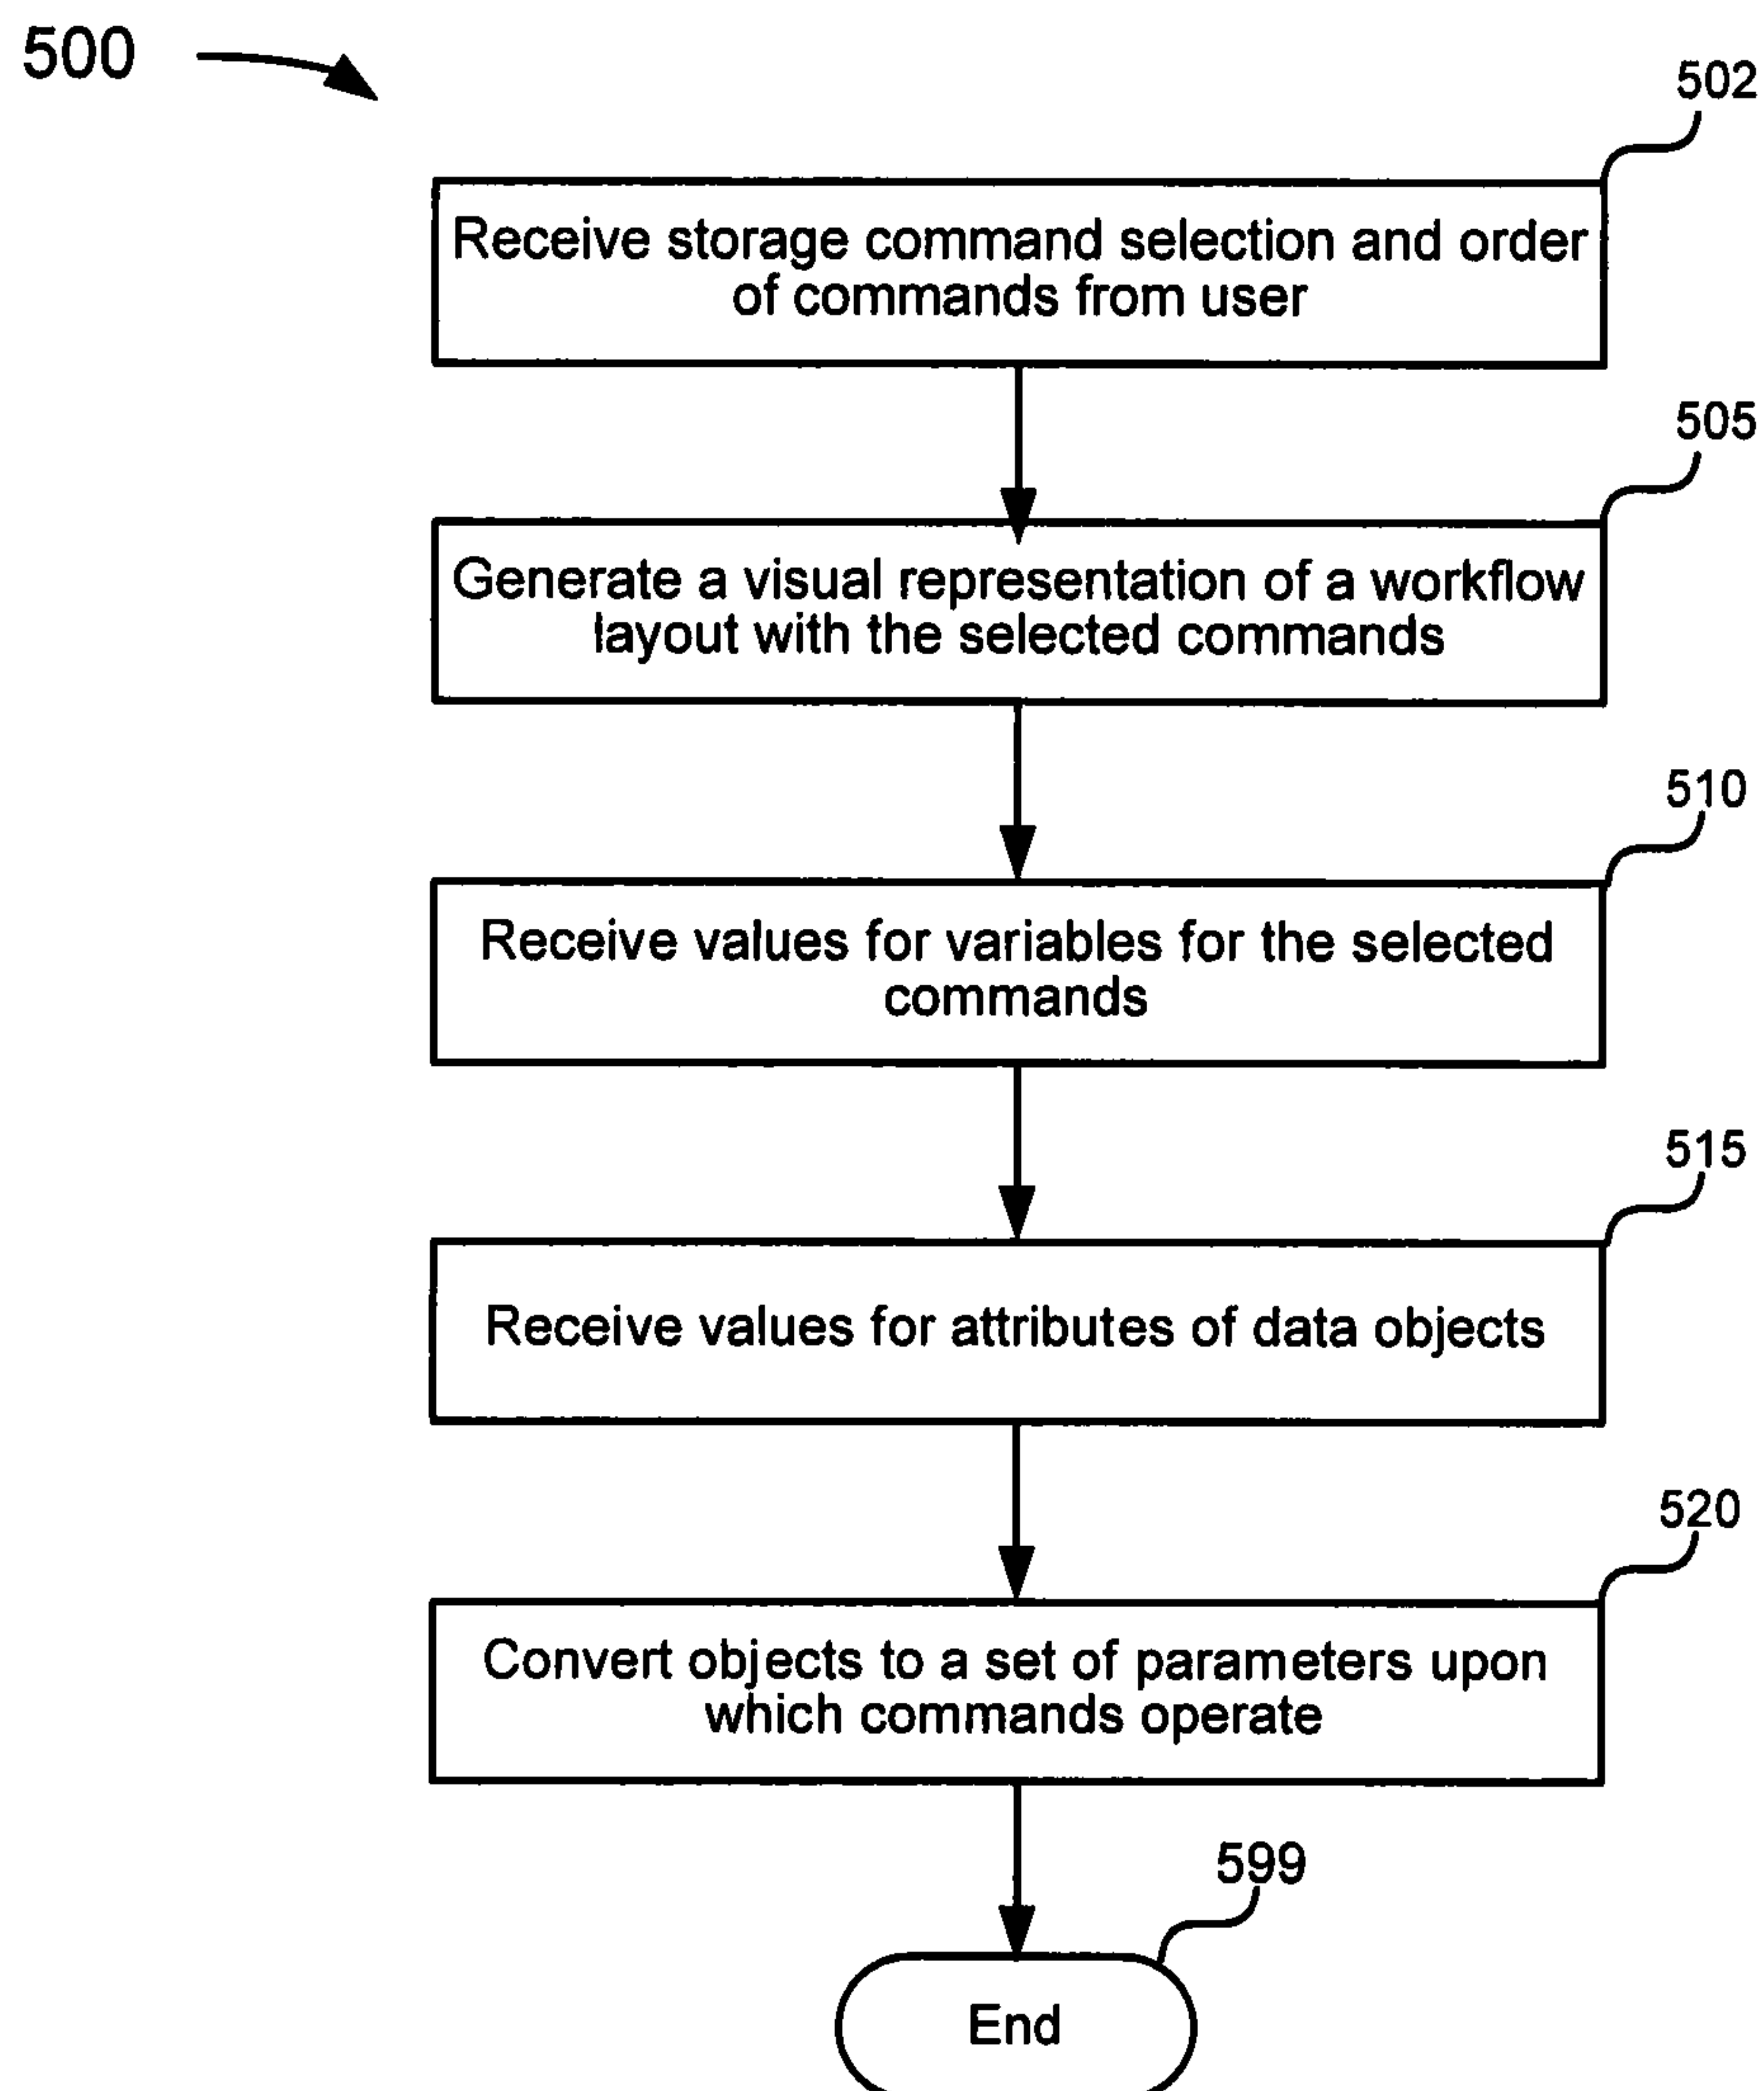 500
502
Receive storage command selection and order
of commands from user
505
Generate a visual representation of a workflow
layout with the selected commands
510
Receive values for variables for the selected
commands
515
Receive values for attributes of data objects
520
Convert objects to a set of parameters upon
which commands operate
599
End